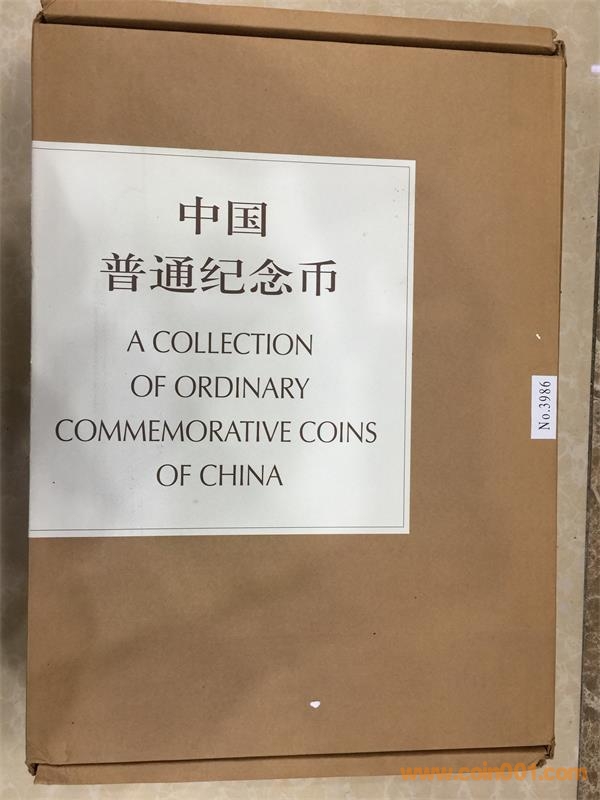 中国
普通纪念币
A COLLECTION
OF ORDINARY
COMMEMORATIVE COINS
OF CHINA
No.3986
www.coin001.com